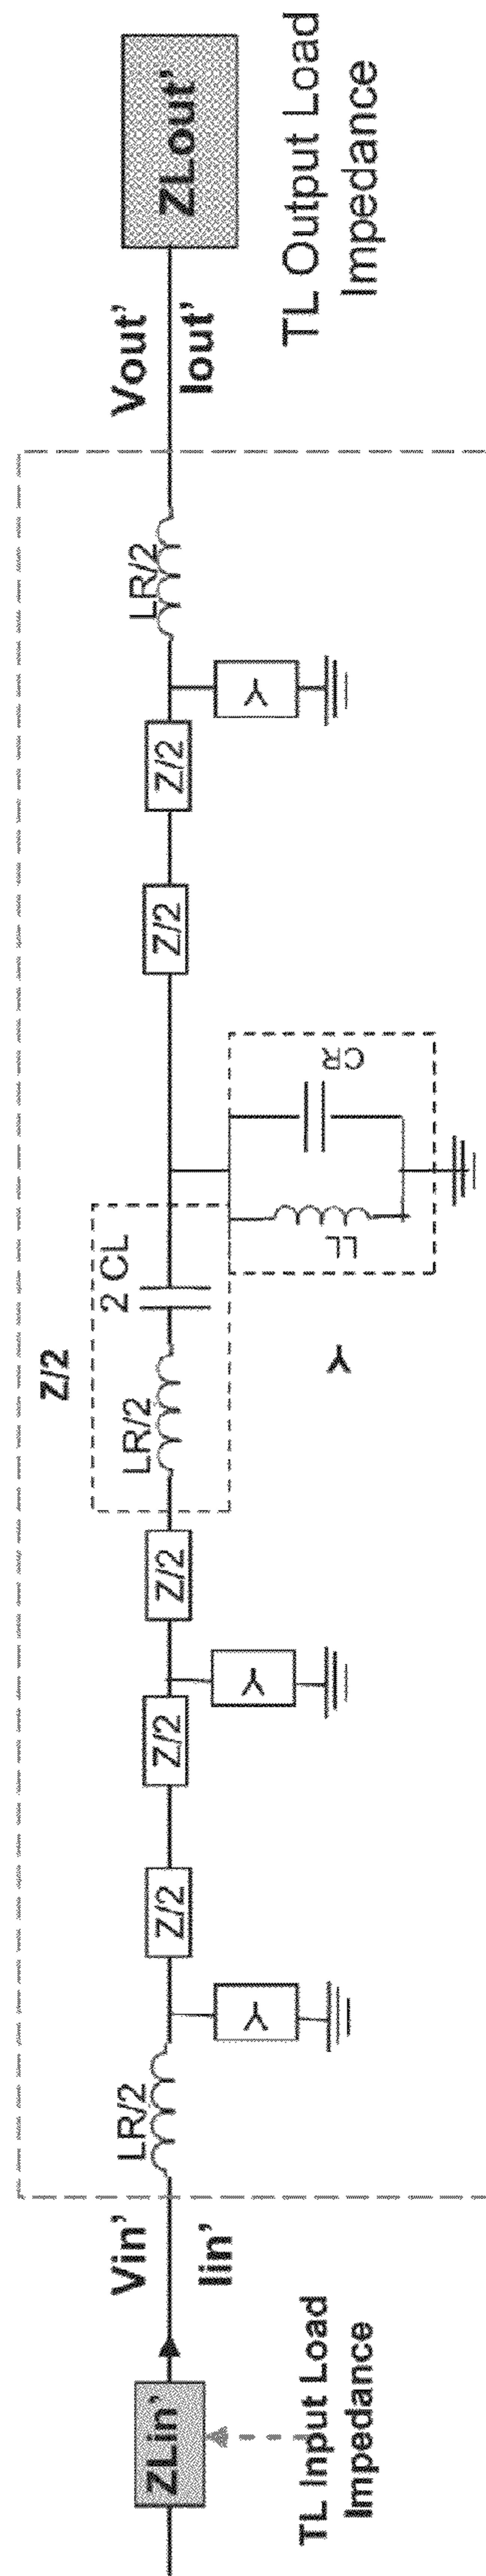 ZLin'
TL Input Load
Impedance
Vin'
Iin'
LR/2
Y
Z/2
Z/2
Y
Z/2
Z/2
LR/2
2 CL
Y
LL
CR
Z/2
Z/2
Y
LR/2
Vout'
Iout'
ZLout'
TL Output Load
Impedance